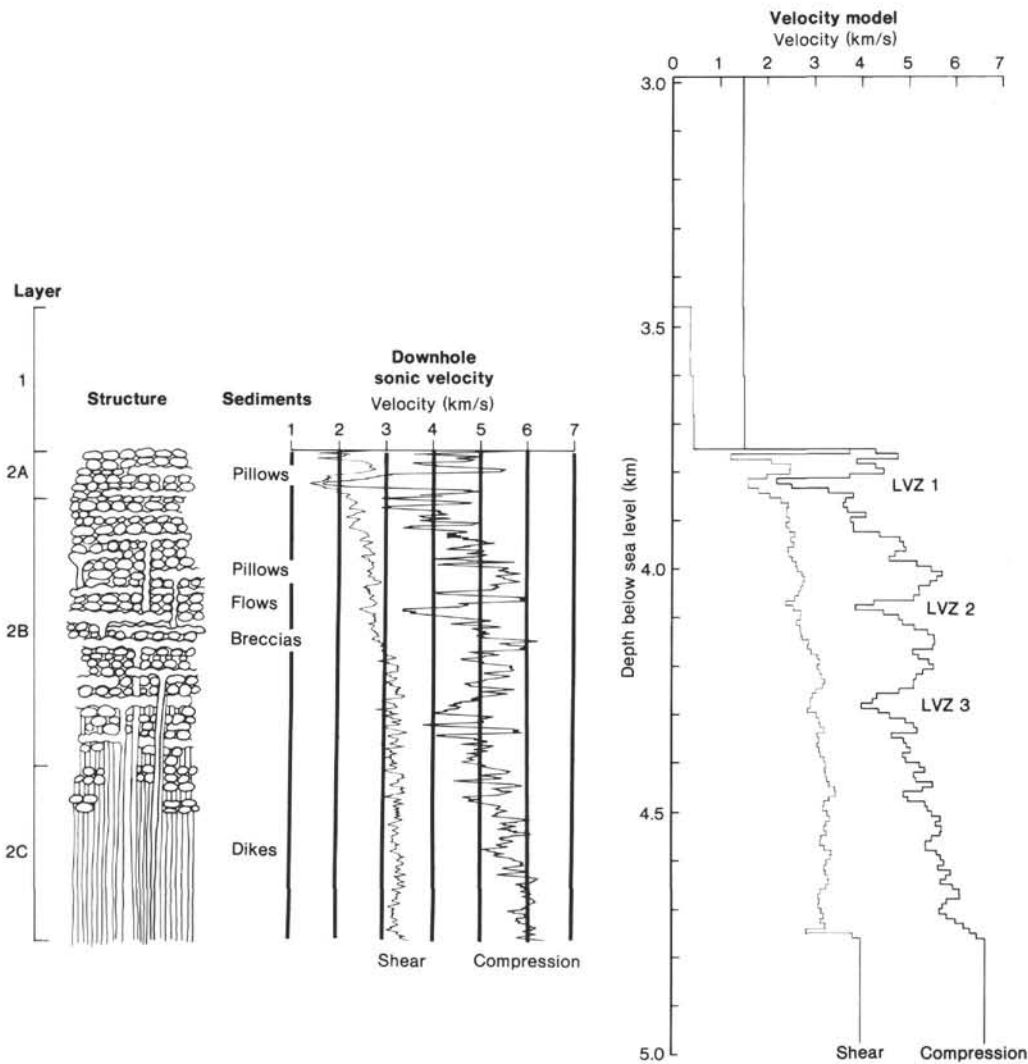 Layer
1
2A
2B
2C
Structure
Sediments
Pillows
Pillows
Flows
Breccias
Dikes
Downhole
sonic velocity
Velocity (km/s)
1 2 3 4 5 6 7
Shear Compression
Velocity model
Velocity (km/s)
0 1 2 3 4 5 6 7
Depth below sea level (km)
3.0
3.5
4.0
4.5
5.0
LVZ 1
LVZ 2
LVZ 3
Shear Compression